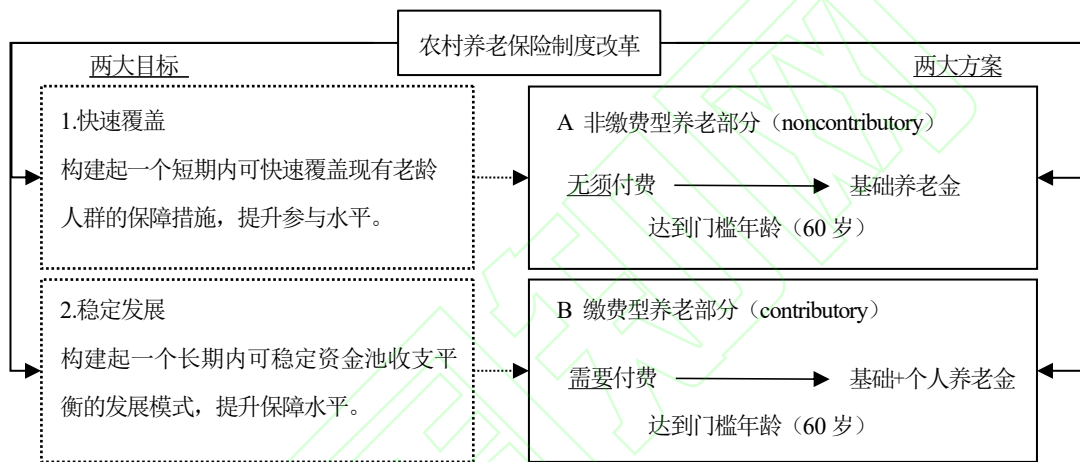 农村养老保险制度改革
两大目标
两大方案
1.快速覆盖
构建起一个短期内可快速覆盖现有老龄
人群的保障措施，提升参与水平。
A 非缴费型养老部分（noncontributory）
无须付费
基础养老金
达到门槛年龄（60 岁）
2.稳定发展
构建起一个长期内可稳定资金池收支平
衡的发展模式，提升保障水平。
B 缴费型养老部分（contributory）
需要付费
基础+个人养老金
达到门槛年龄（60 岁）